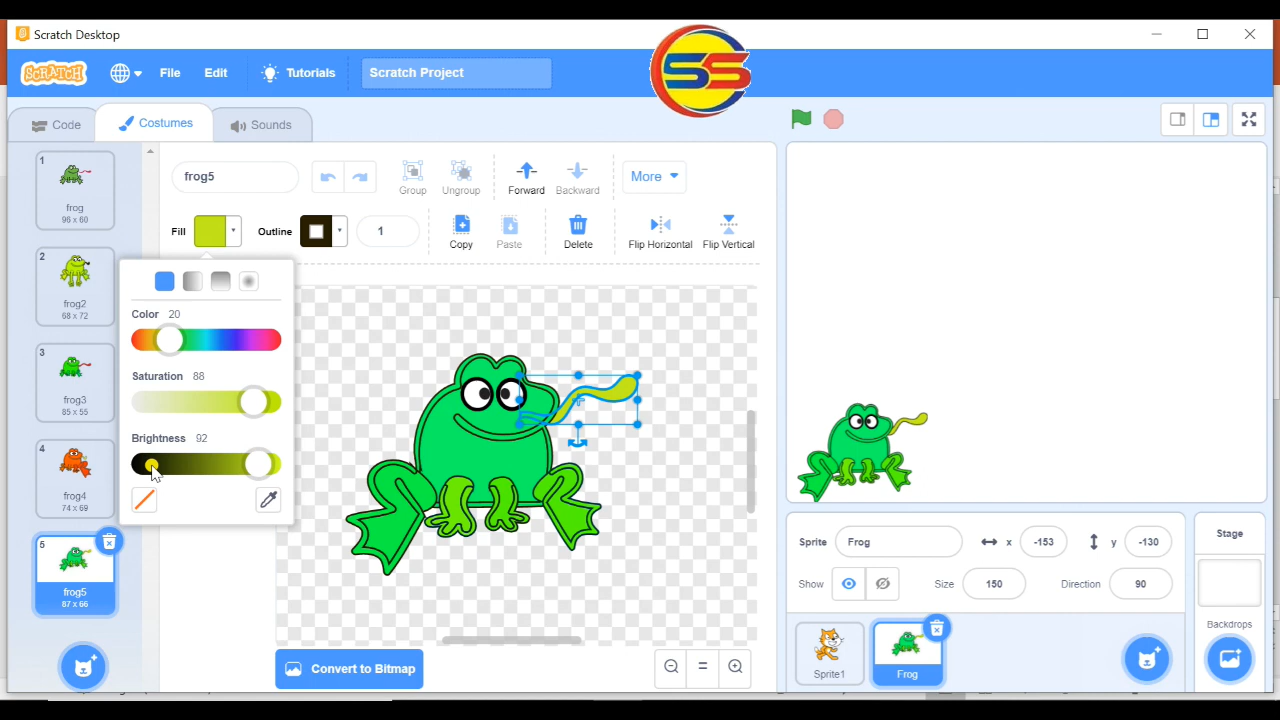 Scratch Desktop
SS
SCRATCH File Edit Tutorials Scratch Project
Code Costumes Sounds
1
frog
96 x 60
2
frog2
68 x 72
3
frog3
85 x 55
4
frog4
74 x 69
5
frog5
87 x 66
frog5
Group Ungroup Forward Backward More
Fill Outline 1
Copy Paste Delete Flip Horizontal Flip Vertical
Color 20
Saturation 88
Brightness 92
Convert to Bitmap
Sprite Frog x -153 y -130
Show Size 150 Direction 90
Sprite1
Frog
Stage
Backdrops